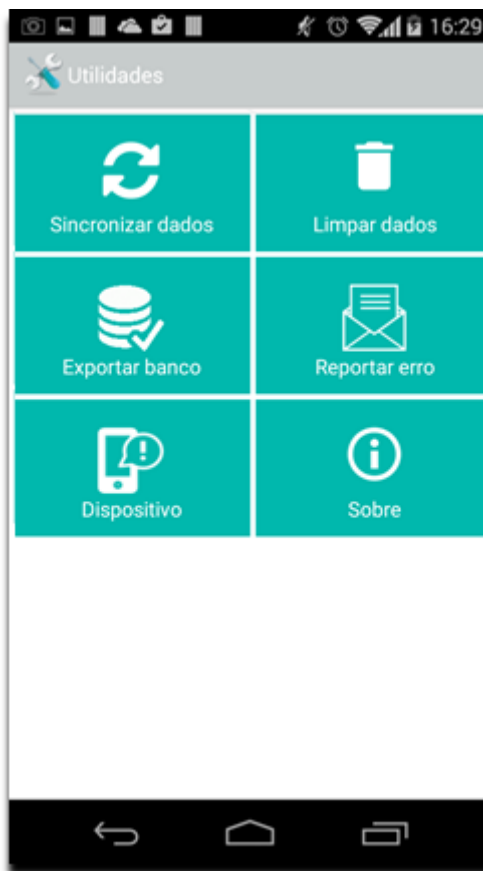 16:29
Utilidades
Sincronizar dados
Limpar dados
Exportar banco
Reportar erro
Dispositivo
Sobre